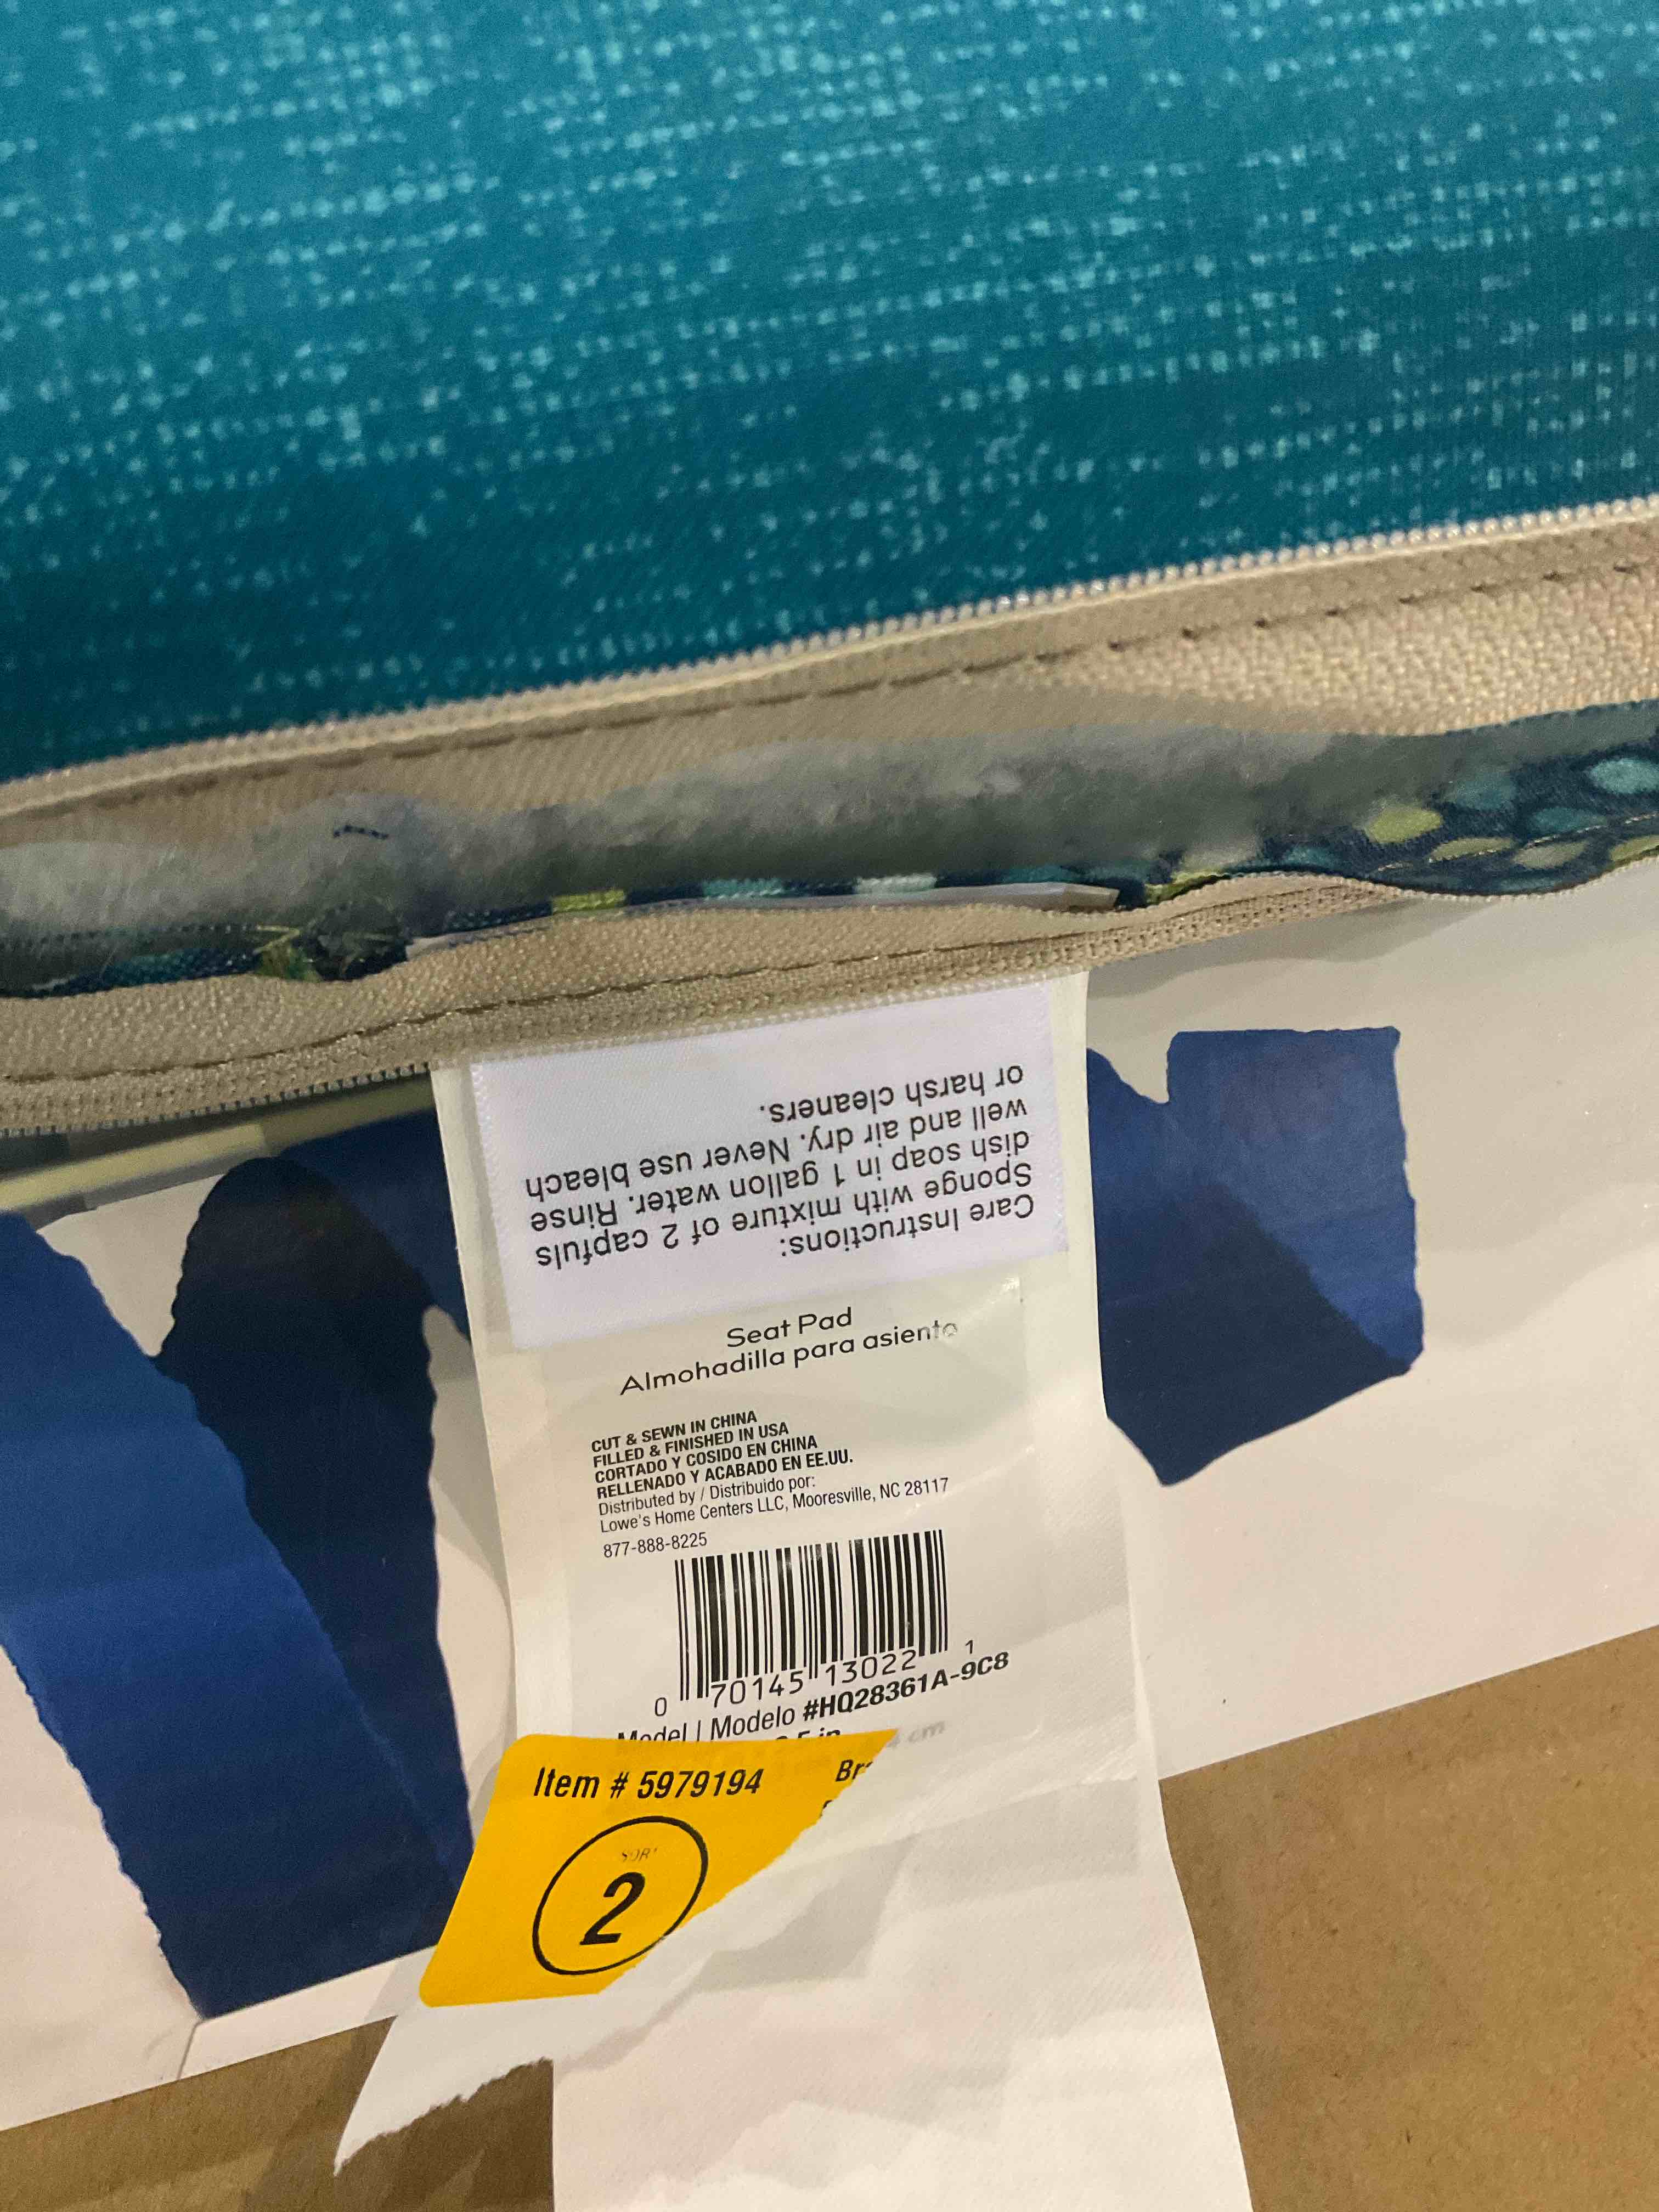 Care Instructions:
Sponge with mixture of 2 capfuls
dish soap in 1 gallon water. Rinse
well and air dry. Never use bleach
or harsh cleaners.
Seat Pad
Almohadilla para asiento
CUT & SEWN IN CHINA
FILLED & FINISHED IN USA
CORTADO Y COSIDO EN CHINA
RELLENADO Y ACABADO EN EE.UU.
Distributed by / Distribuido por:
Lowe's Home Centers LLC, Mooresville, NC 28117
877-888-8225
0 70145 13022 1
Model | Modelo #HQ28361A-9C8
in
cm
Item # 5979194
2